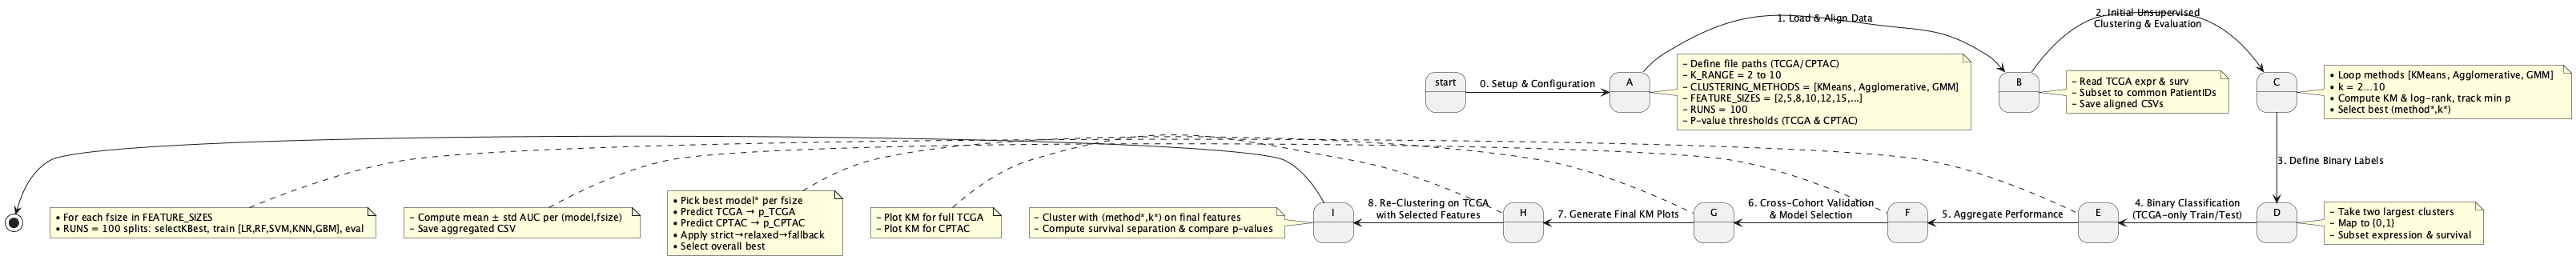 1. Load & Align Data
2. Initial Unsupervised
Clustering & Evaluation
start
0. Setup & Configuration
A
– Define file paths (TCGA/CPTAC)
– K_RANGE = 2 to 10
– CLUSTERING_METHODS = [KMeans, Agglomerative, GMM]
– FEATURE_SIZES = [2,5,8,10,12,15,...]
– RUNS = 100
– P-value thresholds (TCGA & CPTAC)
B
– Read TCGA expr & surv
– Subset to common PatientIDs
– Save aligned CSVs
C
• Loop methods [KMeans, Agglomerative, GMM]
• k = 2…10
• Compute KM & log-rank, track min p
• Select best (method*,k*)
3. Define Binary Labels
• For each fsize in FEATURE_SIZES
• RUNS = 100 splits: selectKBest, train [LR,RF,SVM,KNN,GBM], eval
– Compute mean ± std AUC per (model,fsize)
– Save aggregated CSV
• Pick best model* per fsize
• Predict TCGA → p_TCGA
• Predict CPTAC → p_CPTAC
• Apply strict→relaxed→fallback
• Select overall best
– Plot KM for full TCGA
– Plot KM for CPTAC
– Cluster with (method*,k*) on final features
– Compute survival separation & compare p-values
I
8. Re-Clustering on TCGA
with Selected Features
H
7. Generate Final KM Plots
G
6. Cross-Cohort Validation
& Model Selection
F
5. Aggregate Performance
E
4. Binary Classification
(TCGA-only Train/Test)
D
– Take two largest clusters
– Map to {0,1}
– Subset expression & survival